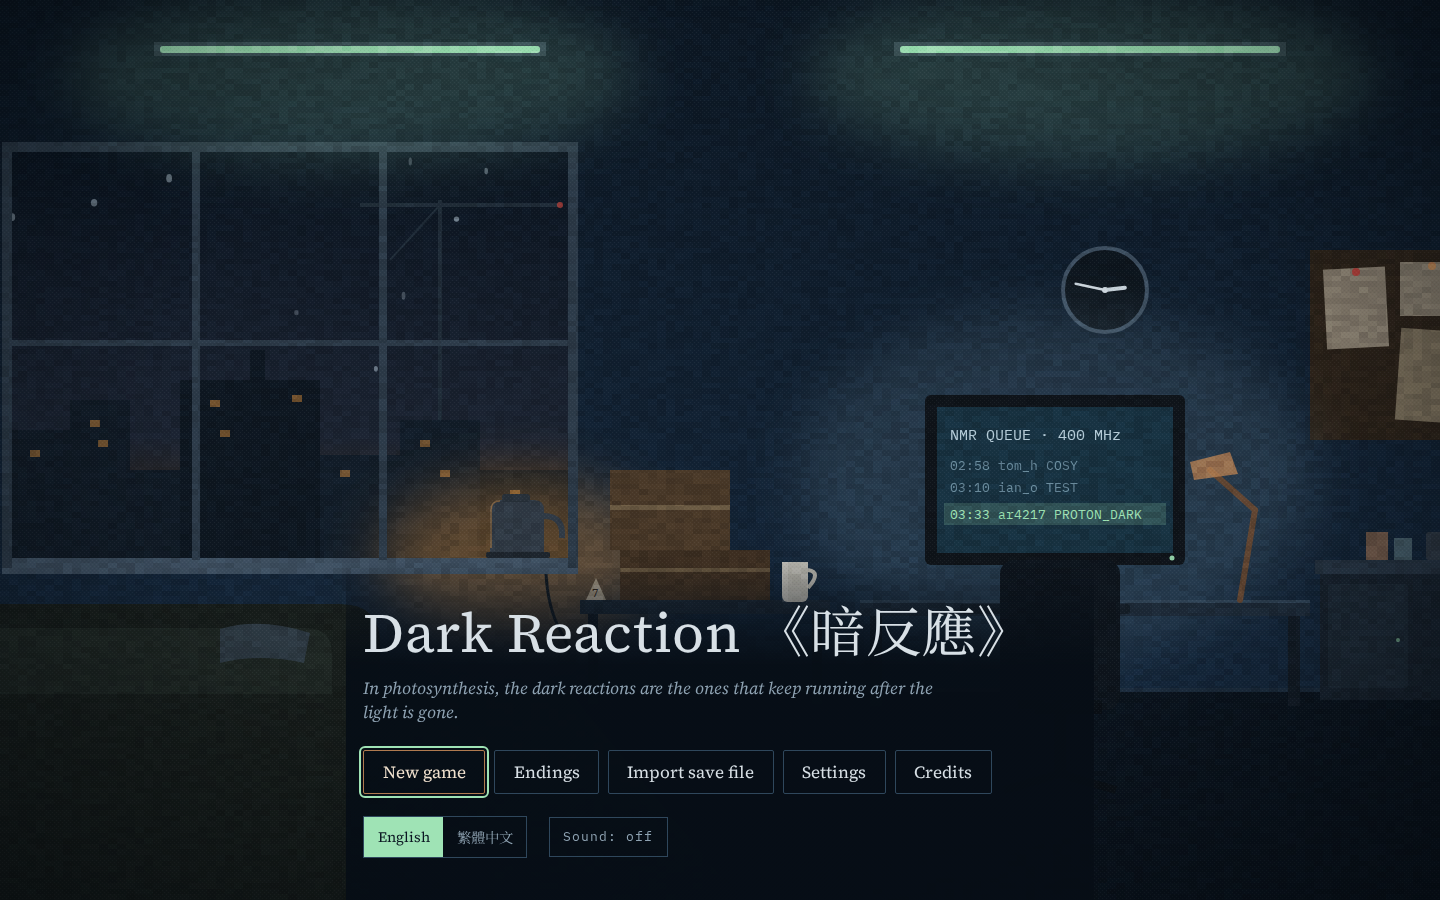 NMR QUEUE · 400 MHz
02:58 tom_h COSY
03:10 ian_o TEST
03:33 ar4217 PROTON_DARK
7
Dark Reaction 《暗反應》
In photosynthesis, the dark reactions are the ones that keep running after the
light is gone.
New game
Endings
Import save file
Settings
Credits
English
繁體中文
Sound: off